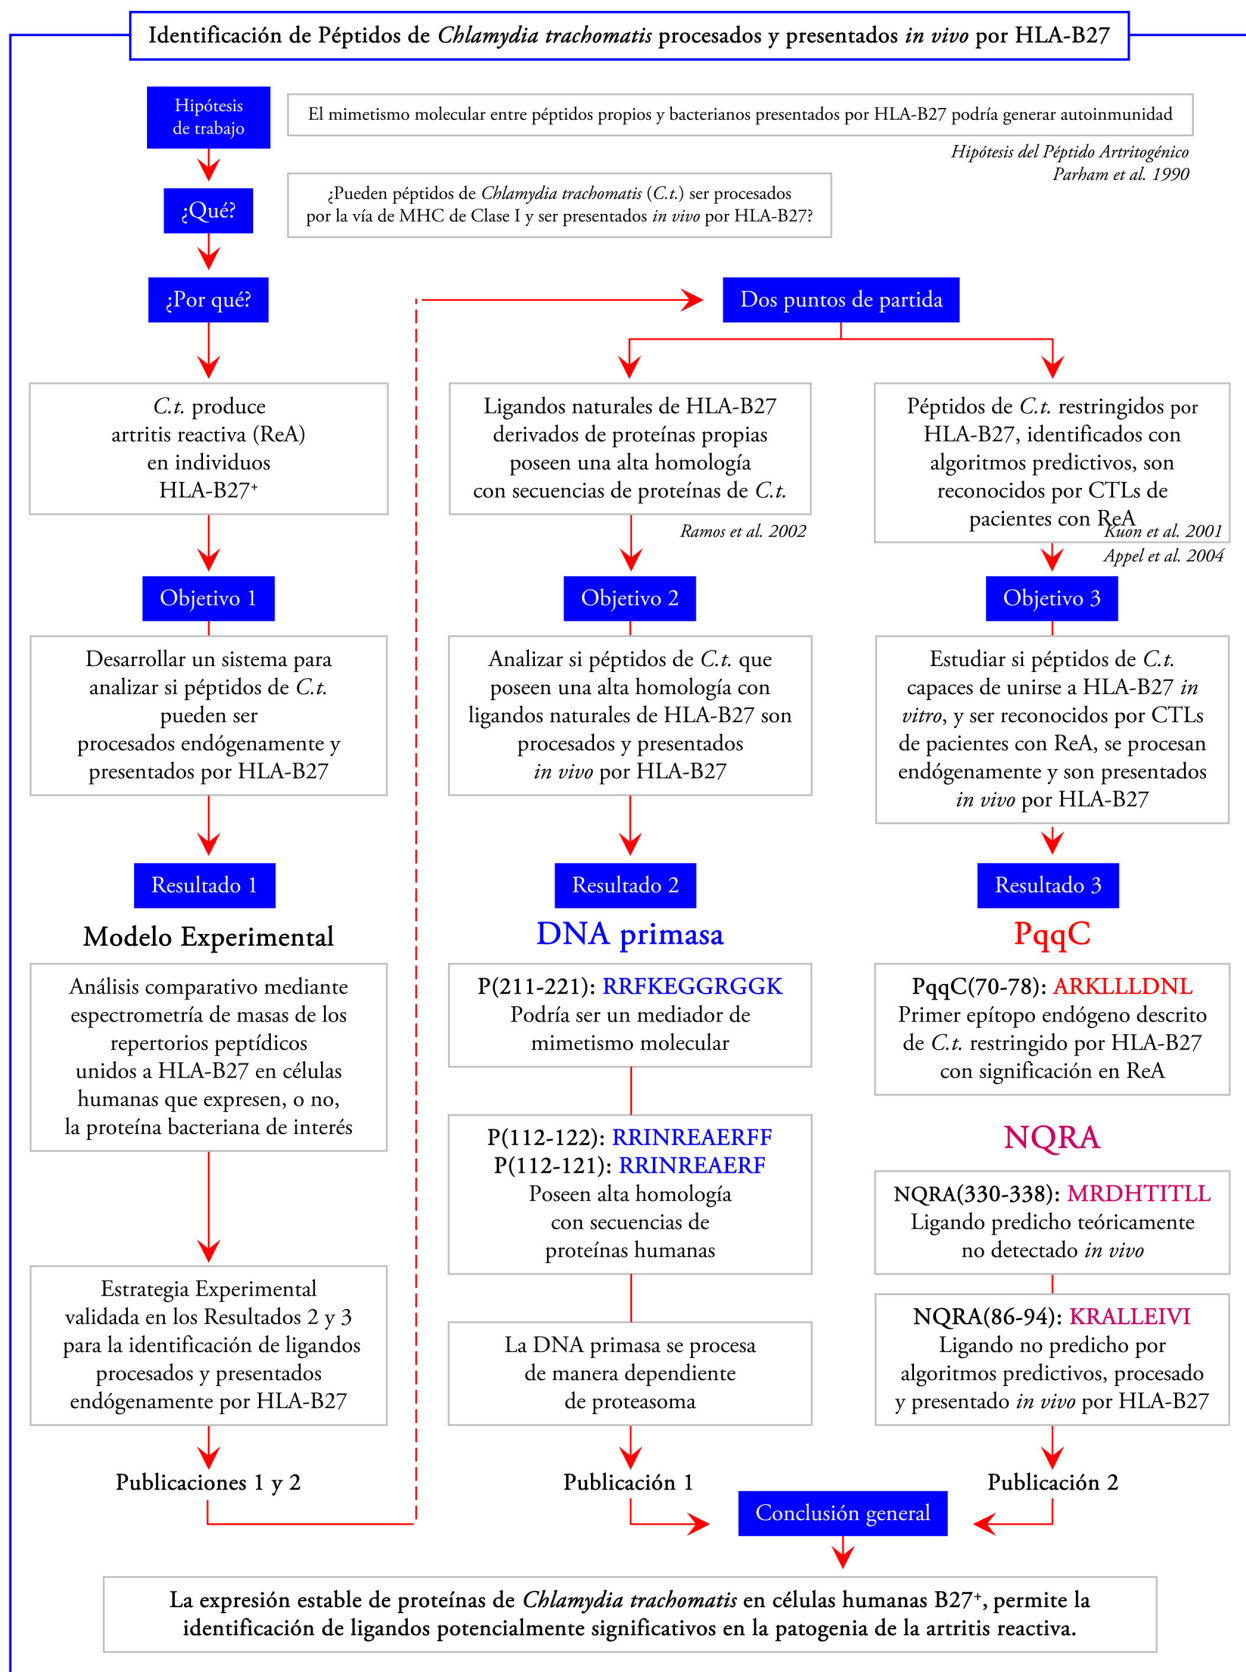 Identificación de Péptidos de Chlamydia trachomatis procesados y presentados in vivo por HLA-B27
Hipótesis
de trabajo
El mimetismo molecular entre péptidos propios y bacterianos presentados por HLA-B27 podría generar autoinmunidad
Hipótesis del Péptido Artritogénico
Parham et al. 1990
¿Qué?
¿Pueden péptidos de Chlamydia trachomatis (C.t.) ser procesados
por la vía de MHC de Clase I y ser presentados in vivo por HLA-B27?
¿Por qué?
C.t. produce
artritis reactiva (ReA)
en individuos
HLA-B27+
Objetivo 1
Desarrollar un sistema para
analizar si péptidos de C.t.
pueden ser
procesados endógenamente y
presentados por HLA-B27
Resultado 1
Modelo Experimental
Análisis comparativo mediante
espectrometría de masas de los
repertorios peptídicos
unidos a HLA-B27 en células
humanas que expresen, o no,
la proteína bacteriana de interés
Estrategia Experimental
validada en los Resultados 2 y 3
para la identificación de ligandos
procesados y presentados
endógenamente por HLA-B27
Publicaciones 1 y 2
Dos puntos de partida
Ligandos naturales de HLA-B27
derivados de proteínas propias
poseen una alta homología
con secuencias de proteínas de C.t.
Ramos et al. 2002
Objetivo 2
Analizar si péptidos de C.t. que
poseen una alta homología con
ligandos naturales de HLA-B27 son
procesados y presentados
in vivo por HLA-B27
Resultado 2
DNA primasa
P(211-221): RRFKEGGRGGK
Podría ser un mediador de
mimetismo molecular
P(112-122): RRINREAERFF
P(112-121): RRINREAERF
Poseen alta homología
con secuencias de
proteínas humanas
La DNA primasa se procesa
de manera dependiente
de proteasoma
Publicación 1
Péptidos de C.t. restringidos por
HLA-B27, identificados con
algoritmos predictivos, son
reconocidos por CTLs de
pacientes con ReA
Kuon et al. 2001
Appel et al. 2004
Objetivo 3
Estudiar si péptidos de C.t.
capaces de unirse a HLA-B27 in
vitro, y ser reconocidos por CTLs
de pacientes con ReA, se procesan
endógenamente y son presentados
in vivo por HLA-B27
Resultado 3
PqqC
PqqC(70-78): ARKLLLDNL
Primer epítopo endógeno descrito
de C.t. restringido por HLA-B27
con significación en ReA
NQRA
NQRA(330-338): MRDHTITLL
Ligando predicho teóricamente
no detectado in vivo
NQRA(86-94): KRALLEIVI
Ligando no predicho por
algoritmos predictivos, procesado
y presentado in vivo por HLA-B27
Publicación 2
Conclusión general
La expresión estable de proteínas de Chlamydia trachomatis en células humanas B27+, permite la
identificación de ligandos potencialmente significativos en la patogenia de la artritis reactiva.